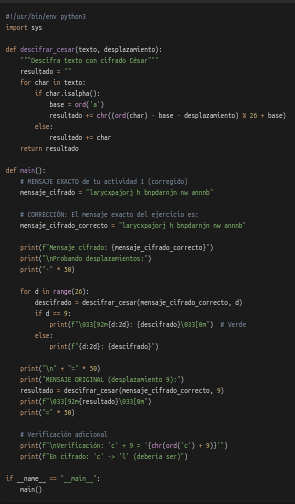 #!/usr/bin/env python3
import sys

def descifrar_cesar(texto, desplazamiento):
    """Descifra texto con cifrado César"""
    resultado = ""
    for char in texto:
        if char.isalpha():
            base = ord('a')
            resultado += chr((ord(char) - base - desplazamiento) % 26 + base)
        else:
            resultado += char
    return resultado

def main():
    # MENSAJE EXACTO de tu actividad 1 (corregido)
    mensaje_cifrado = "larycxpajorj h bnpdarnjn nw annnb"

    # CORRECCIÓN: El mensaje exacto del ejercicio es:
    mensaje_cifrado_correcto = "larycxpajorj h bnpdarnjn nw annnb"

    print(f"Mensaje cifrado: {mensaje_cifrado_correcto}")
    print("\nProbando desplazamientos:")
    print("-" * 50)

    for d in range(26):
        descifrado = descifrar_cesar(mensaje_cifrado_correcto, d)
        if d == 9:
            print(f"\033[92m{d:2d}: {descifrado}\033[0m")  # Verde
        else:
            print(f"{d:2d}: {descifrado}")

    print("\n" + "=" * 50)
    print("MENSAJE ORIGINAL (desplazamiento 9):")
    resultado = descifrar_cesar(mensaje_cifrado_correcto, 9)
    print(f"\033[92m{resultado}\033[0m")
    print("=" * 50)

    # Verificación adicional
    print(f"\nVerificación: 'c' + 9 = '{chr(ord('c') + 9)}'")
    print(f"En cifrado: 'c' -> 'l' (debería ser)")

if __name__ == "__main__":
    main()